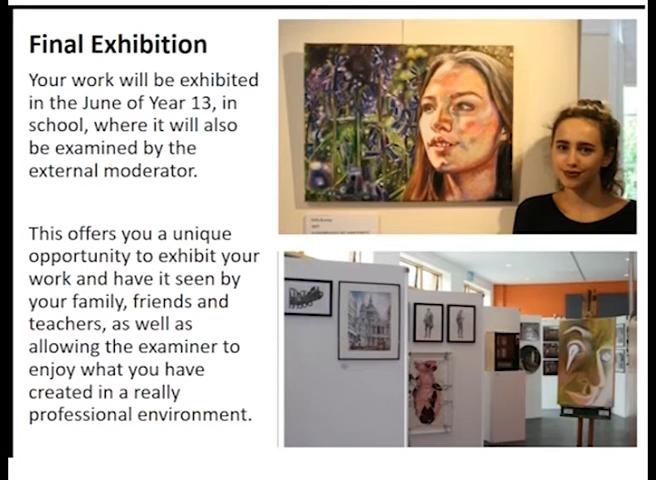 Final Exhibition
Your work will be exhibited
in the June of Year 13, in
school, where it will also
be examined by the
external moderator.
This offers you a unique
opportunity to exhibit your
work and have it seen by
your family, friends and
teachers, as well as
allowing the examiner to
enjoy what you have
created in a really
professional environment.